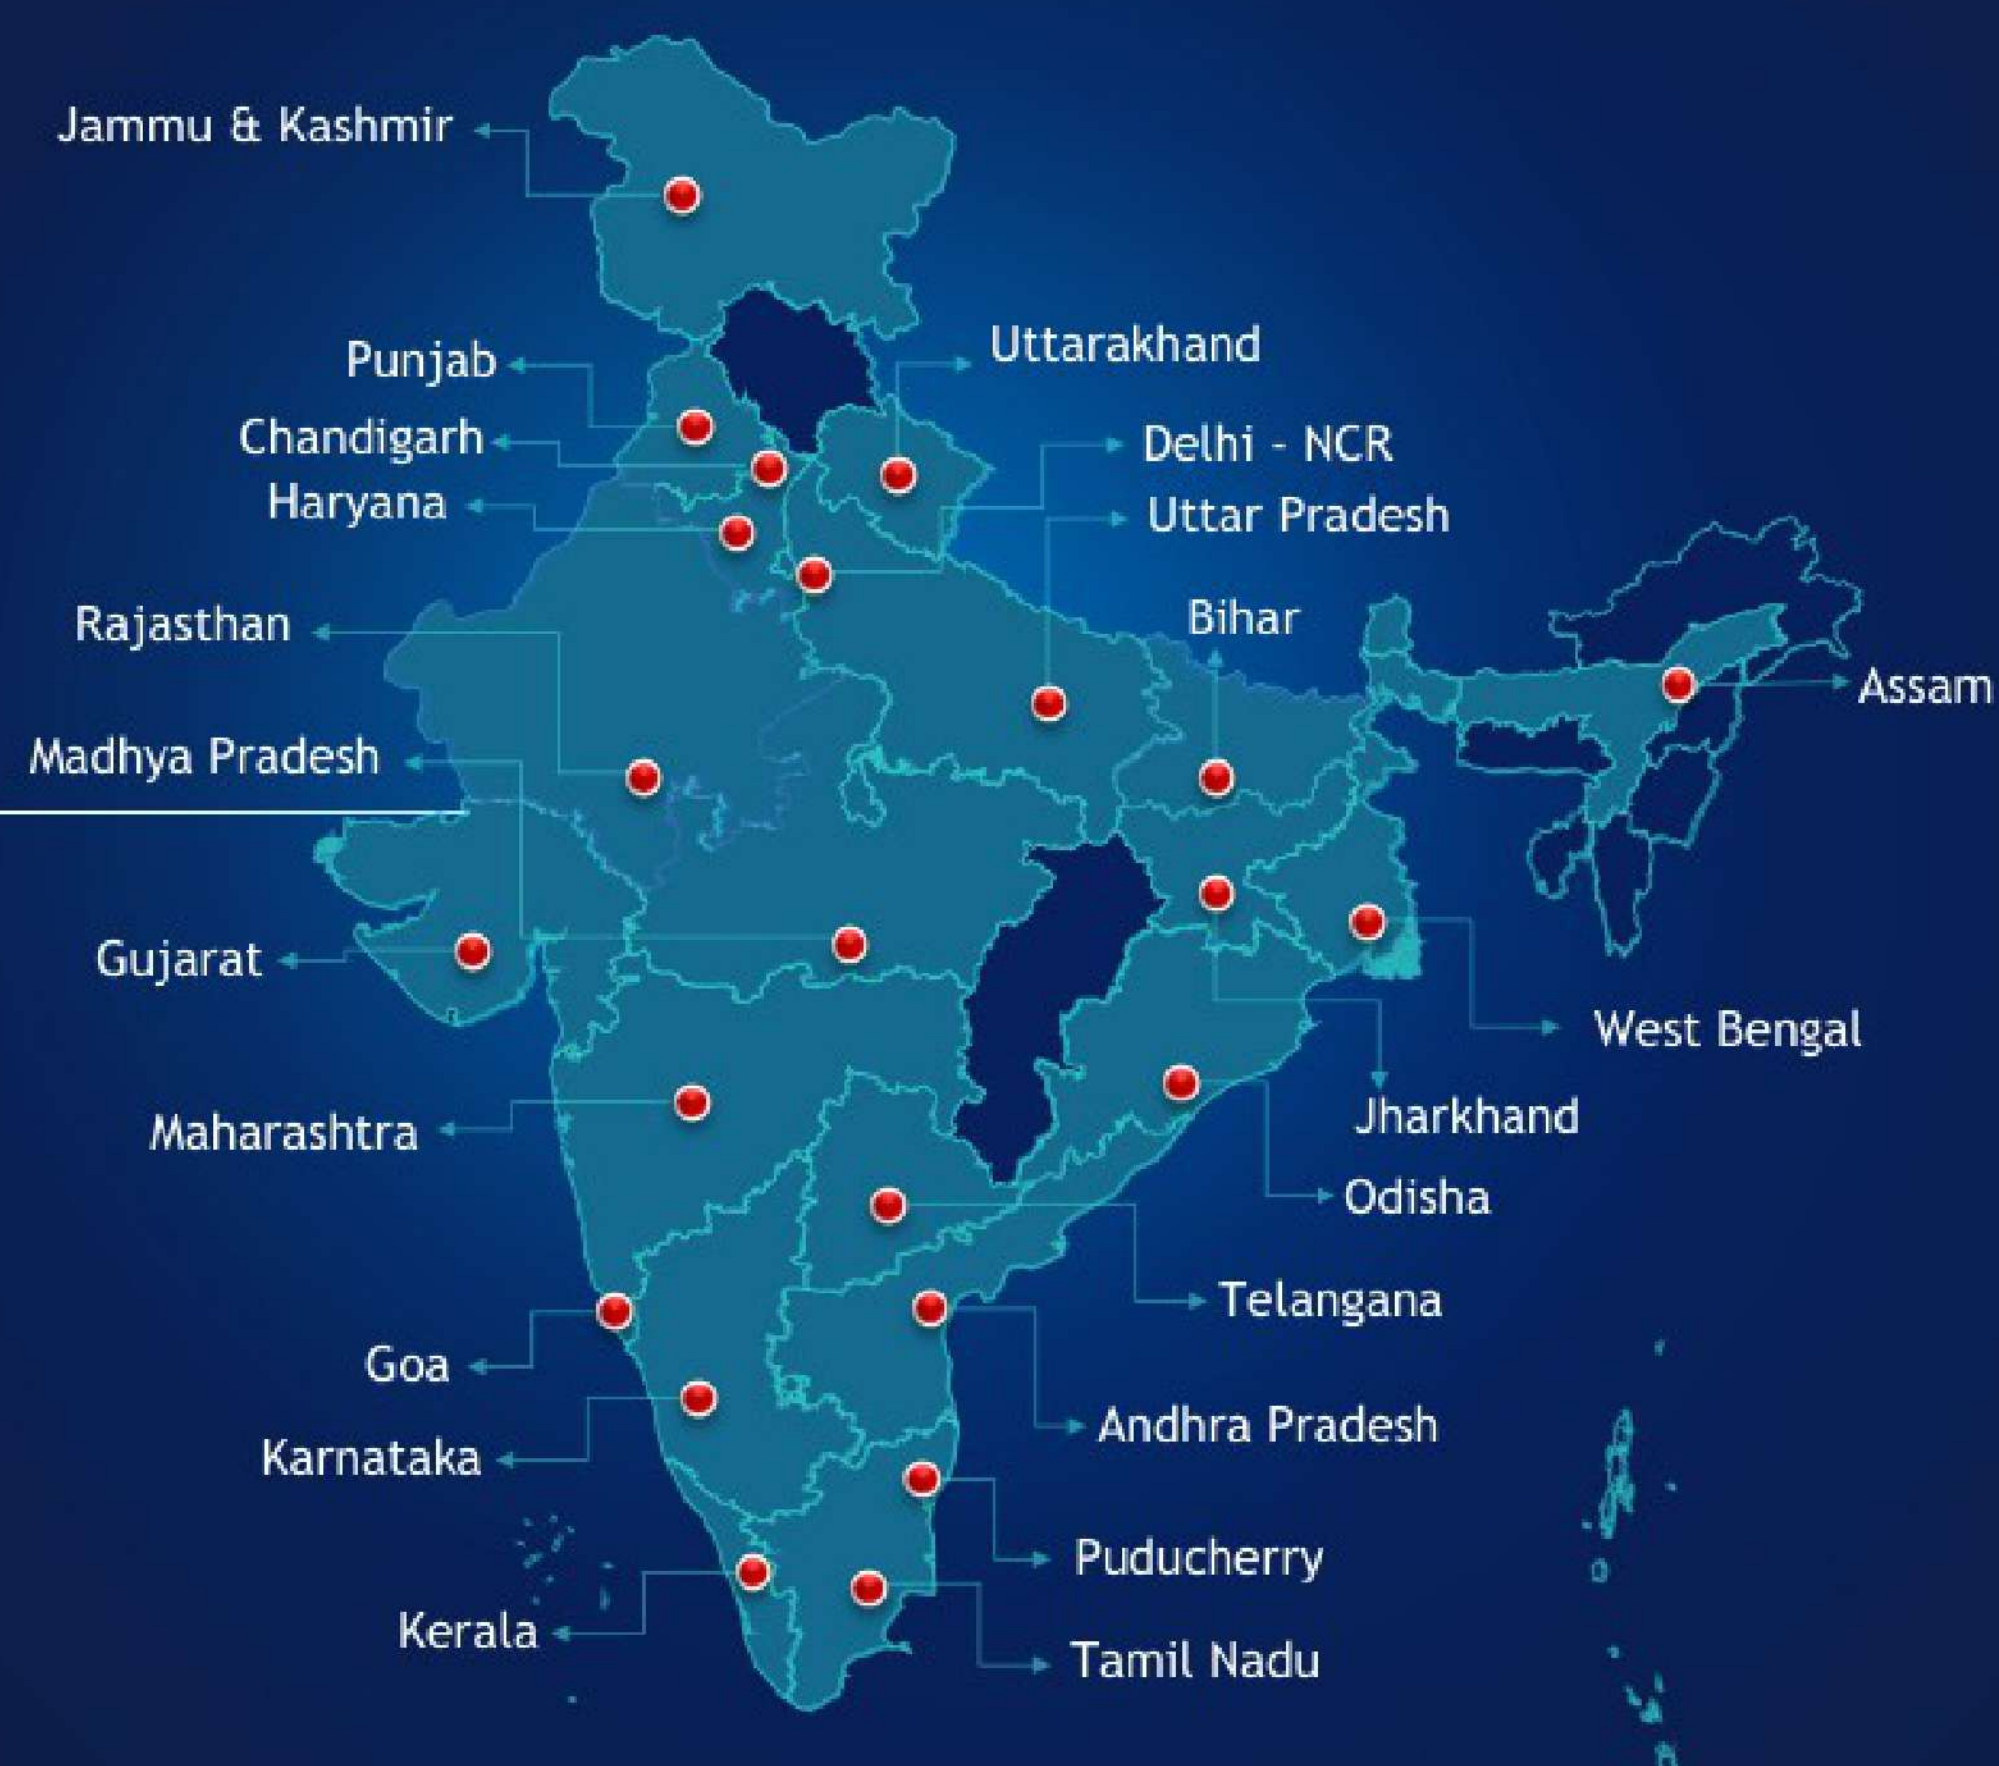 Jammu & Kashmir
Punjab
Uttarakhand
Chandigarh
Delhi - NCR
Haryana
Uttar Pradesh
Bihar
Rajasthan
Assam
Madhya Pradesh
Gujarat
West Bengal
Maharashtra
Jharkhand
Odisha
Telangana
Goa
Andhra Pradesh
Karnataka
Puducherry
Kerala
Tamil Nadu